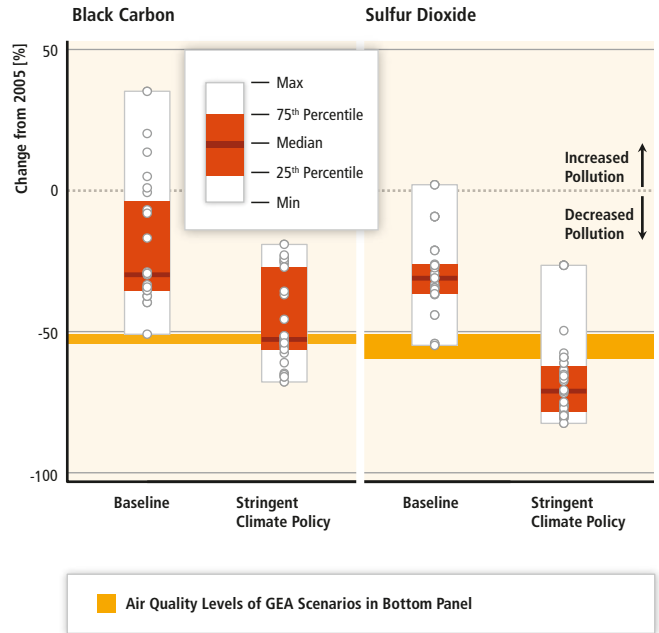 Black Carbon
Sulfur Dioxide
Change from 2005 [%]
50
0
-50
-100
Max
75th Percentile
Median
25th Percentile
Min
Increased
Pollution
Decreased
Pollution
Baseline
Stringent
Climate Policy
Baseline
Stringent
Climate Policy
Air Quality Levels of GEA Scenarios in Bottom Panel